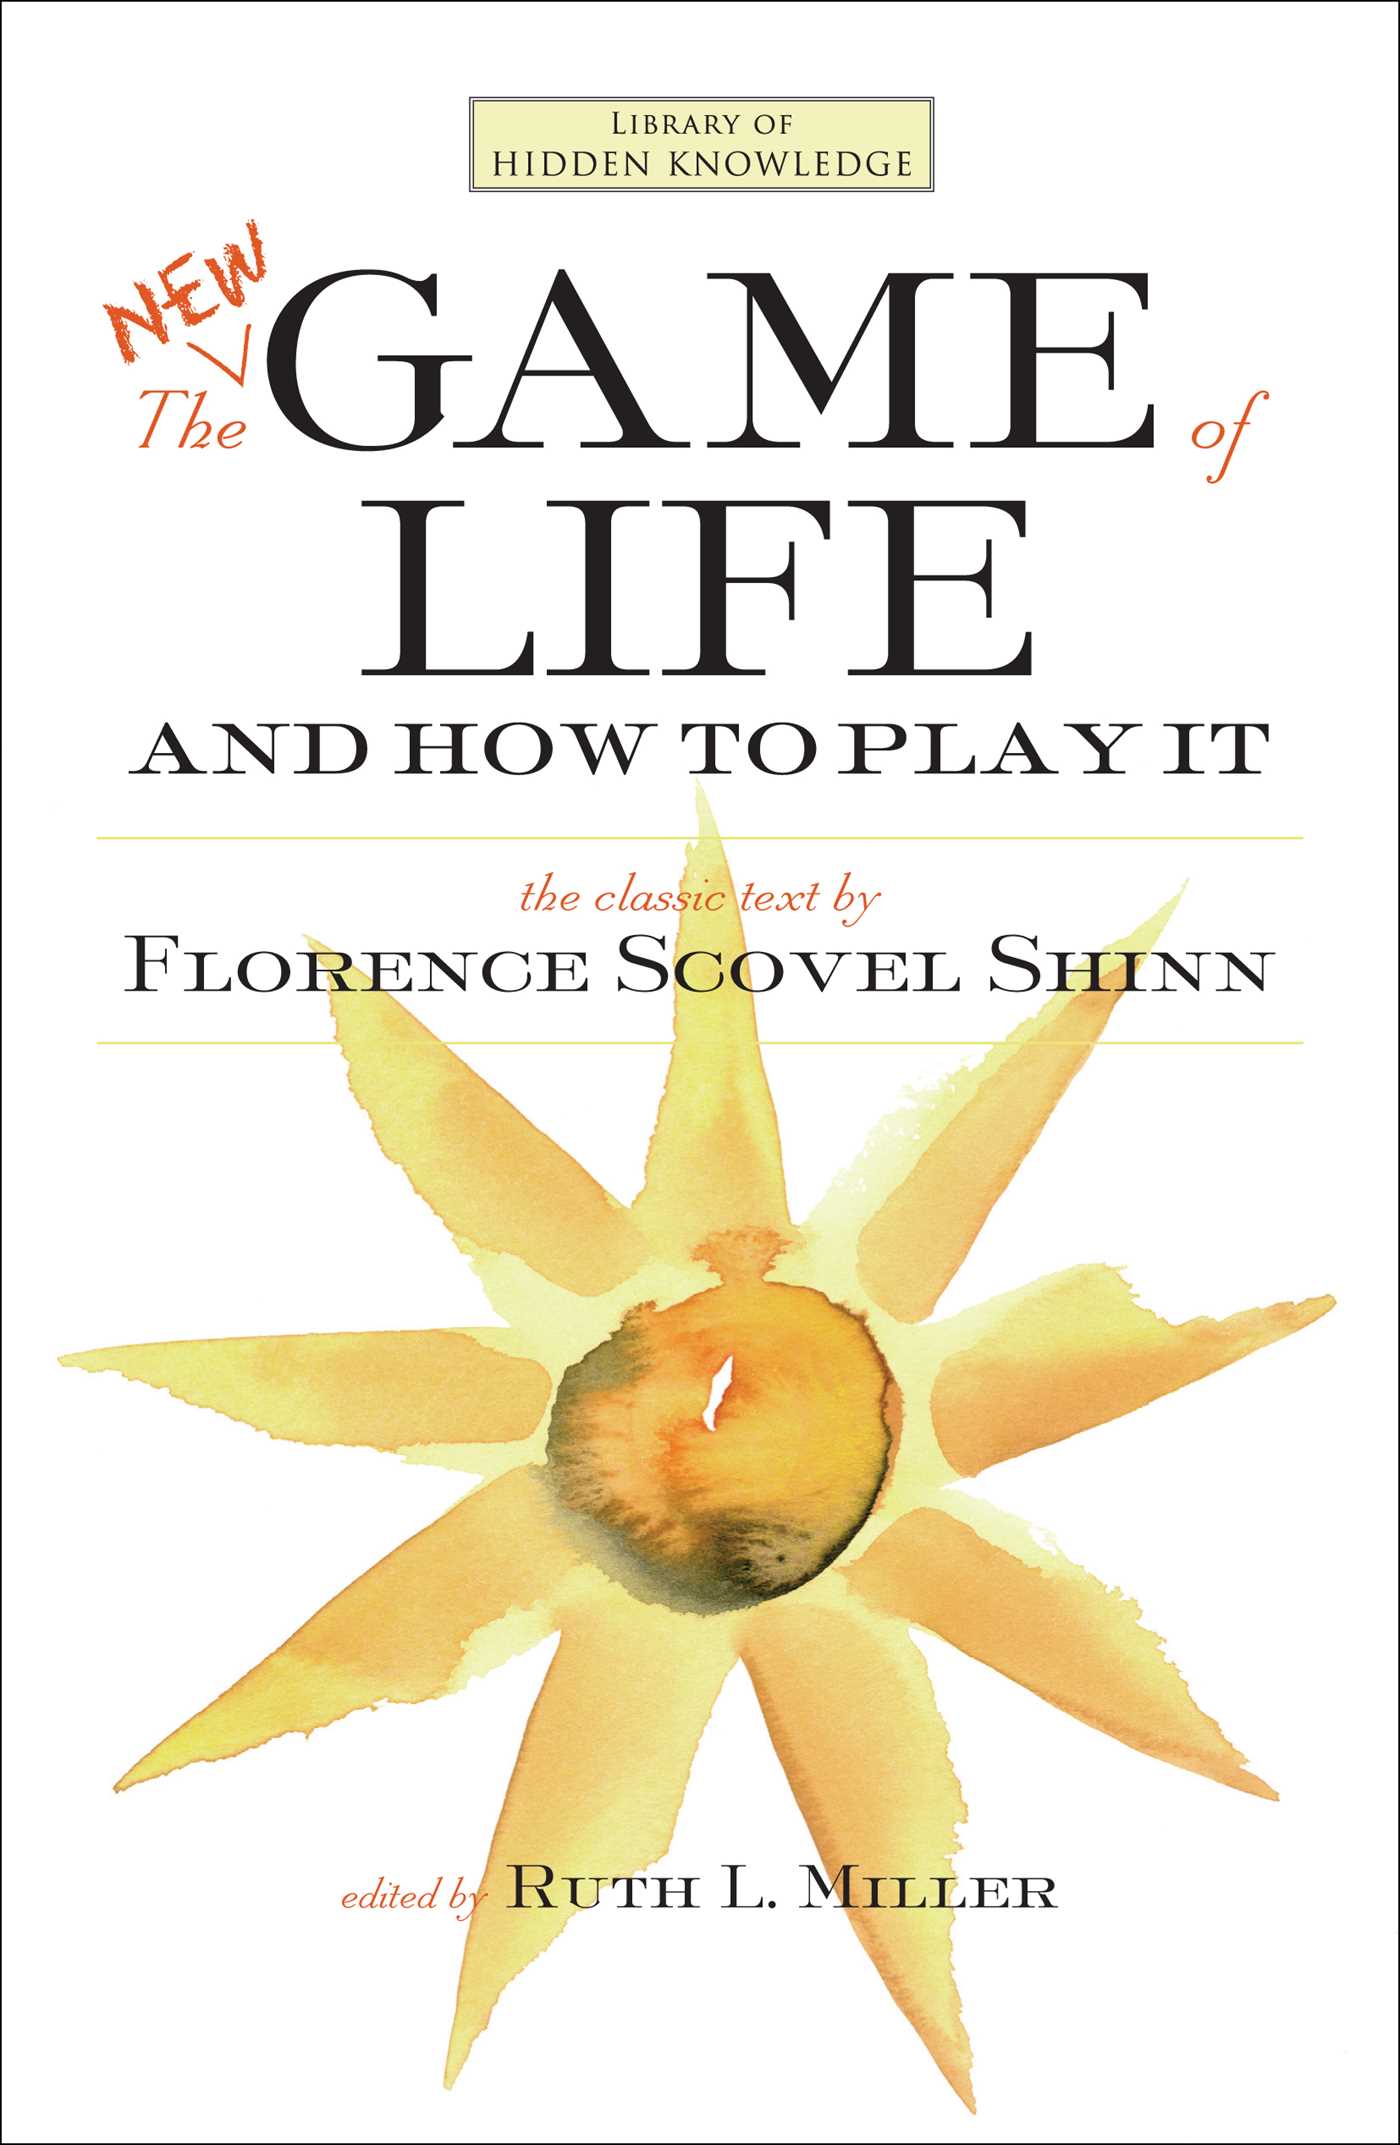 Library of
HIDDEN KNOWLEDGE
NEW
The GAME of
LIFE
AND HOW TO PLAY IT
the classic text by
Florence Scovel Shinn
edited by Ruth L. Miller